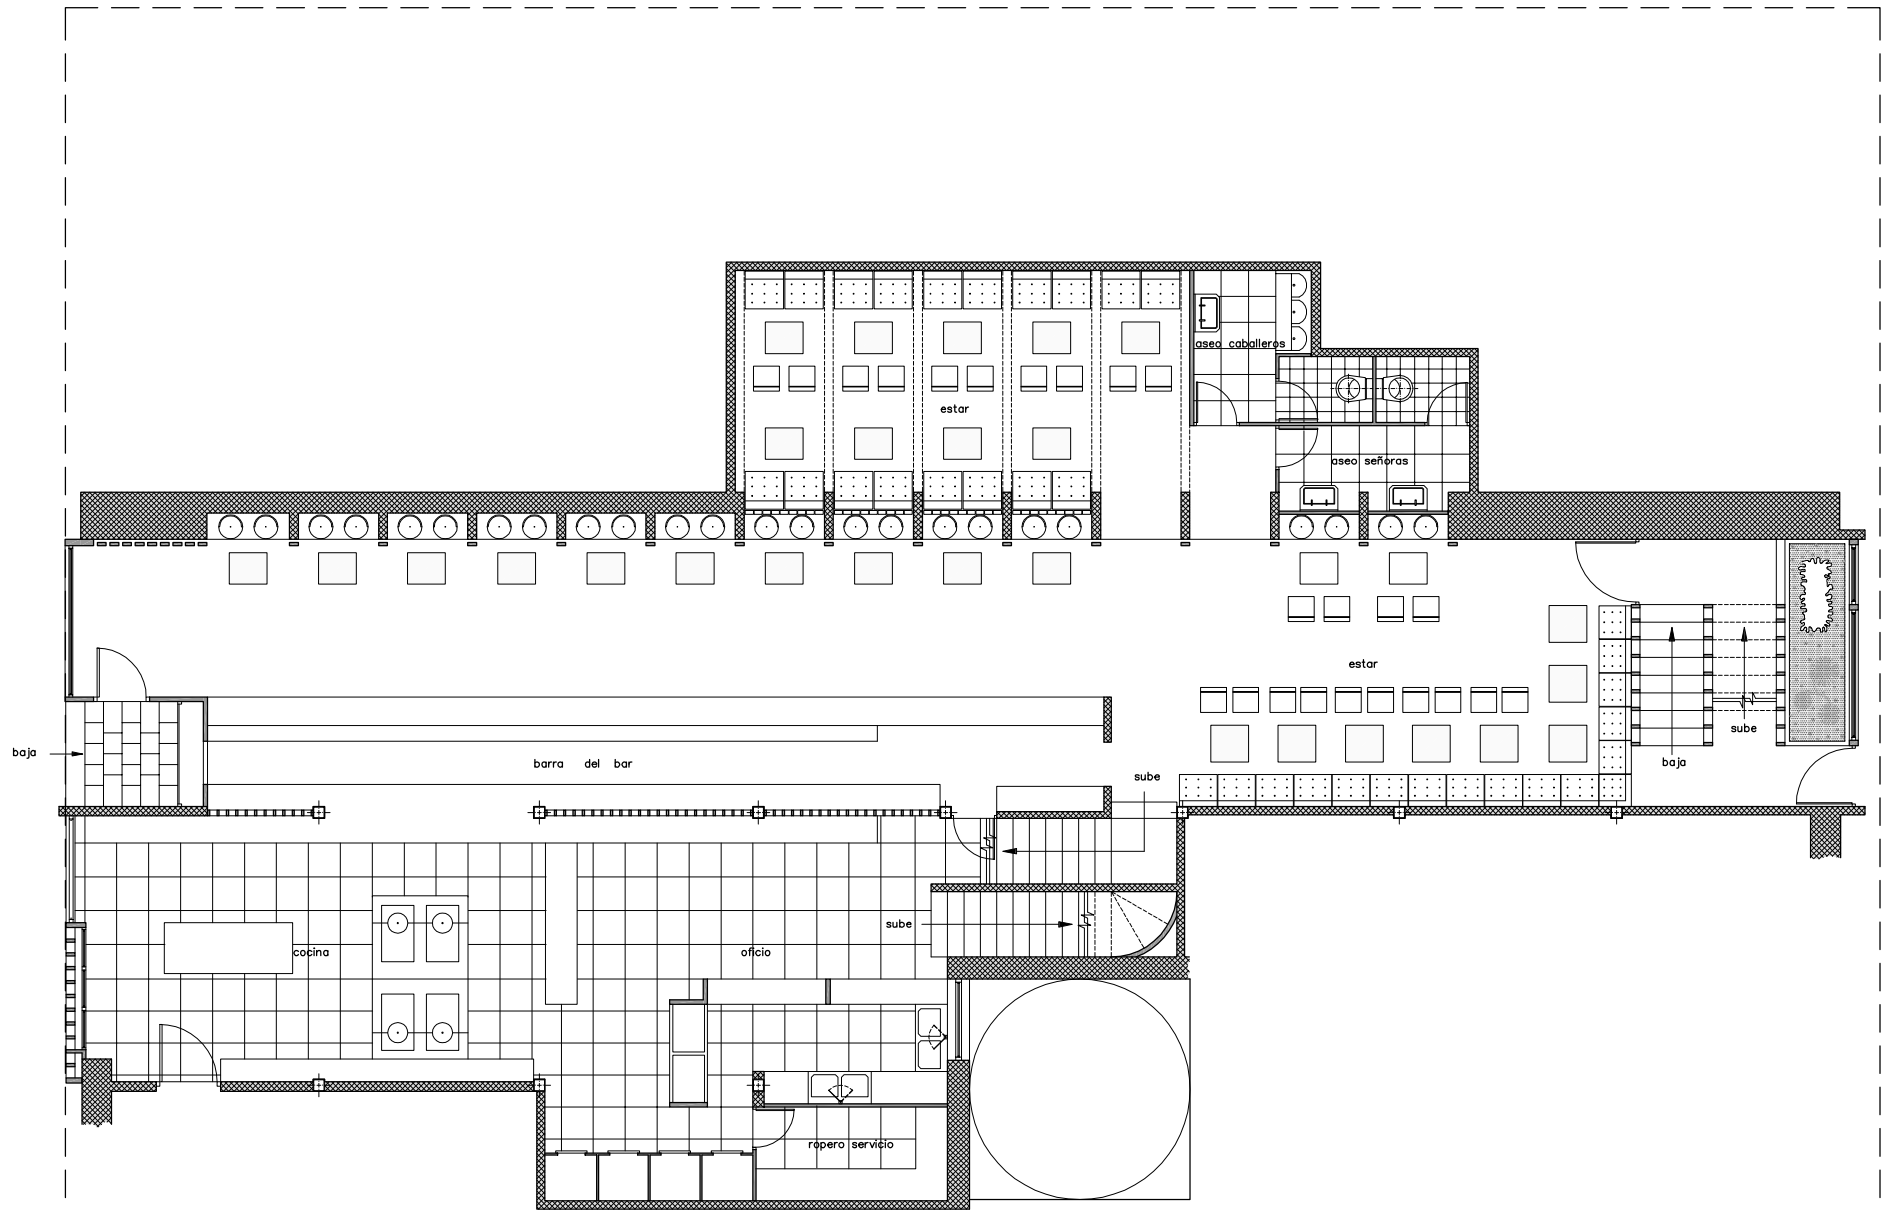 aseo caballeros
estar
aseo señoras
estar
sube
baja
baja
barra del bar
sube
sube
cocina
oficio
ropero servicio